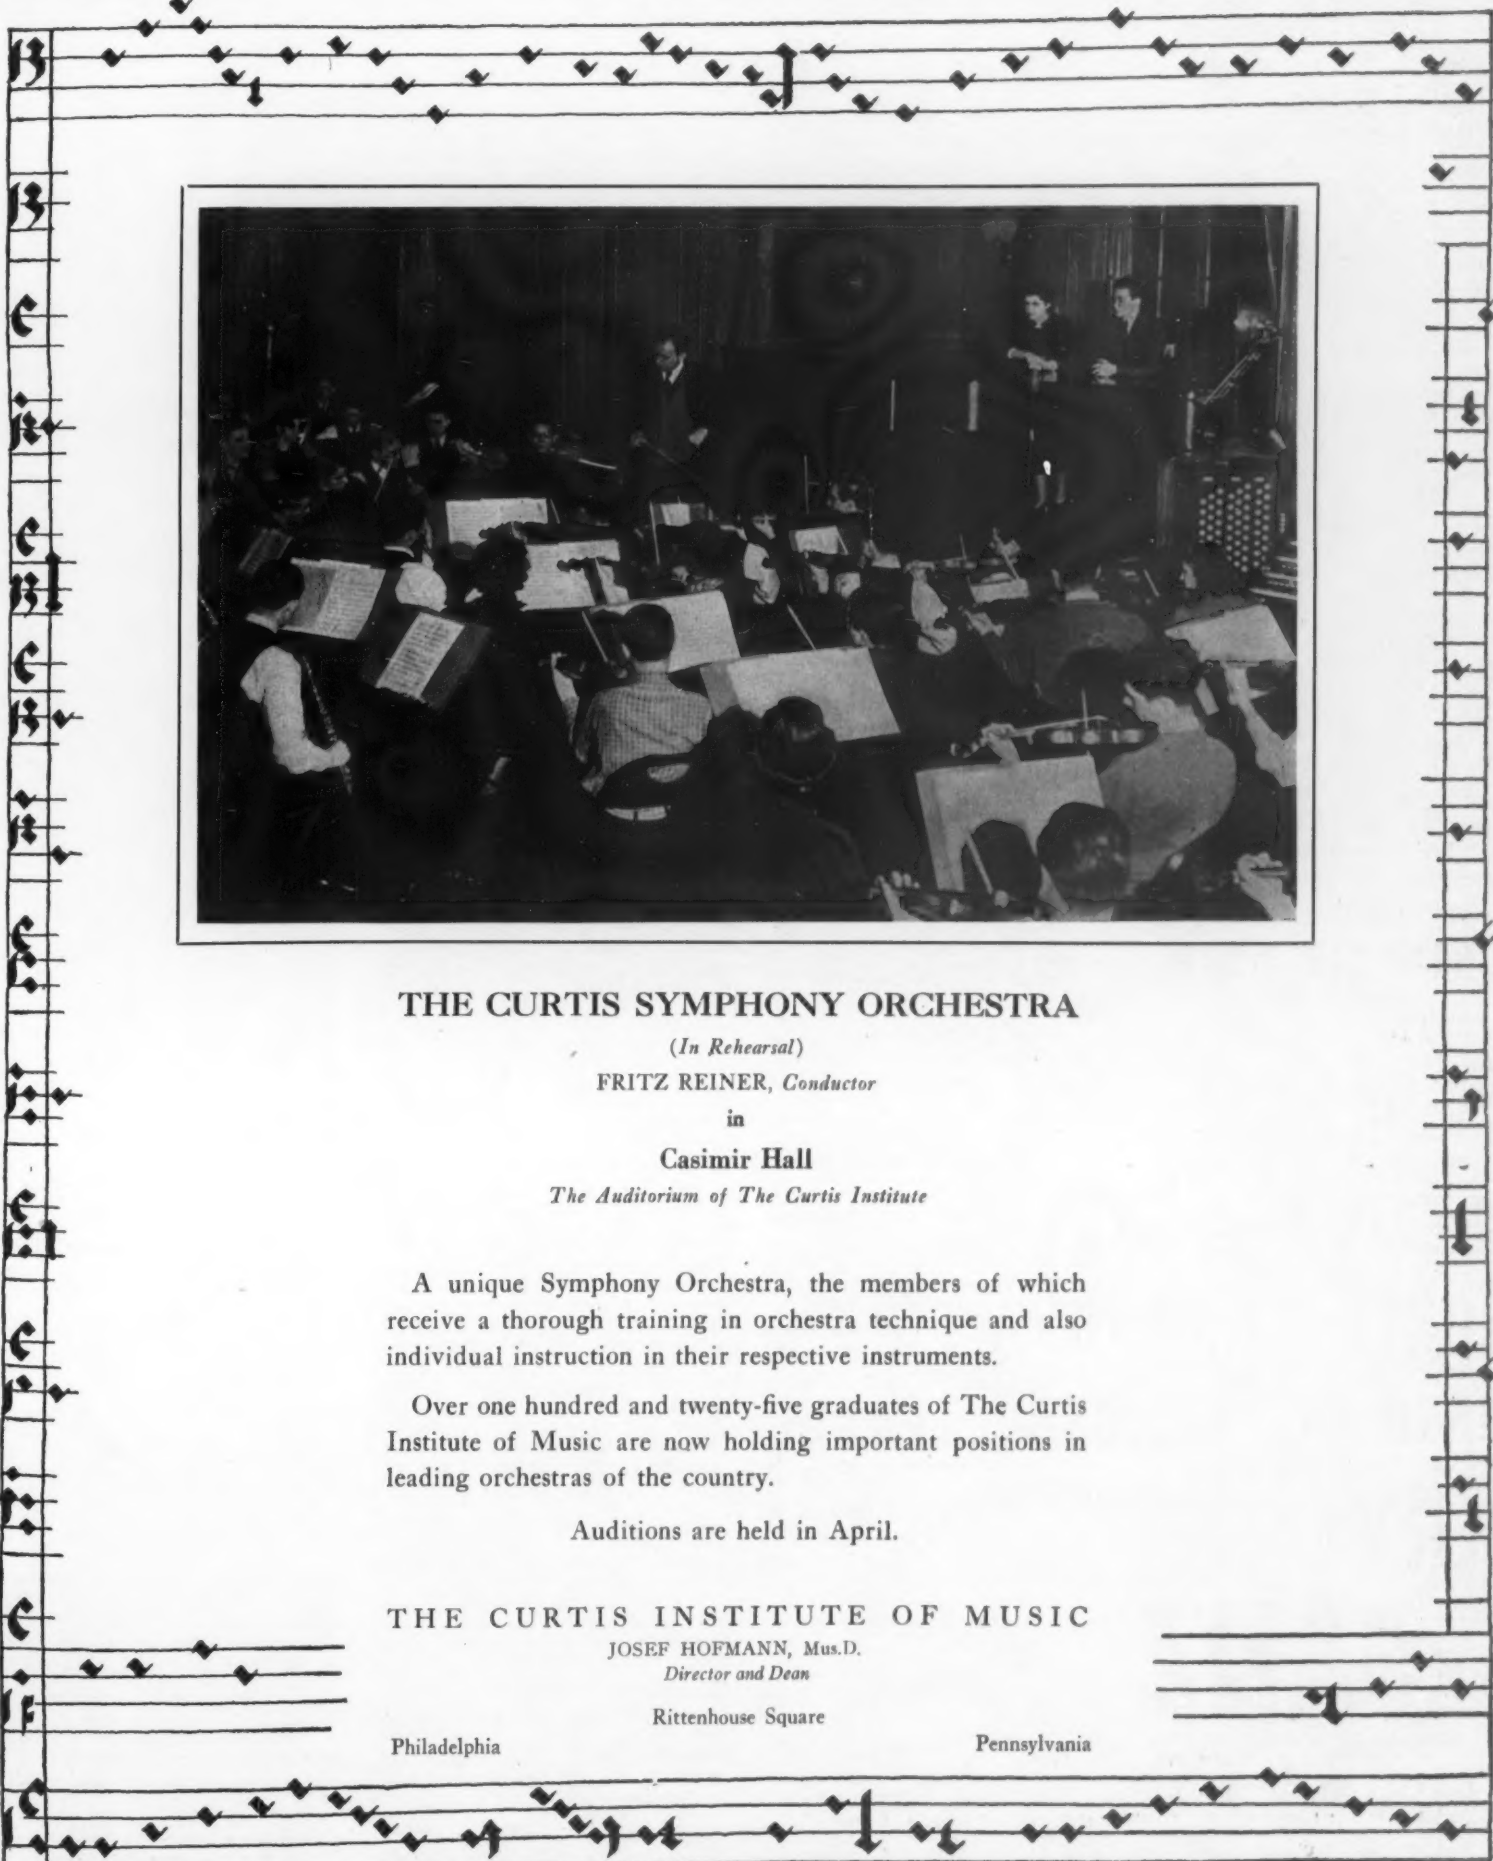 THE CURTIS SYMPHONY ORCHESTRA
(In Rehearsal)
FRITZ REINER, Conductor
in
Casimir Hall
The Auditorium of The Curtis Institute
A unique Symphony Orchestra, the members of which
receive a thorough training in orchestra technique and also
individual instruction in their respective instruments.
Over one hundred and twenty-five graduates of The Curtis
Institute of Music are now holding important positions in
leading orchestras of the country.
Auditions are held in April.
THE CURTIS INSTITUTE OF MUSIC
JOSEF HOFMANN, Mus.D.
Director and Dean
Rittenhouse Square
Philadelphia Pennsylvania